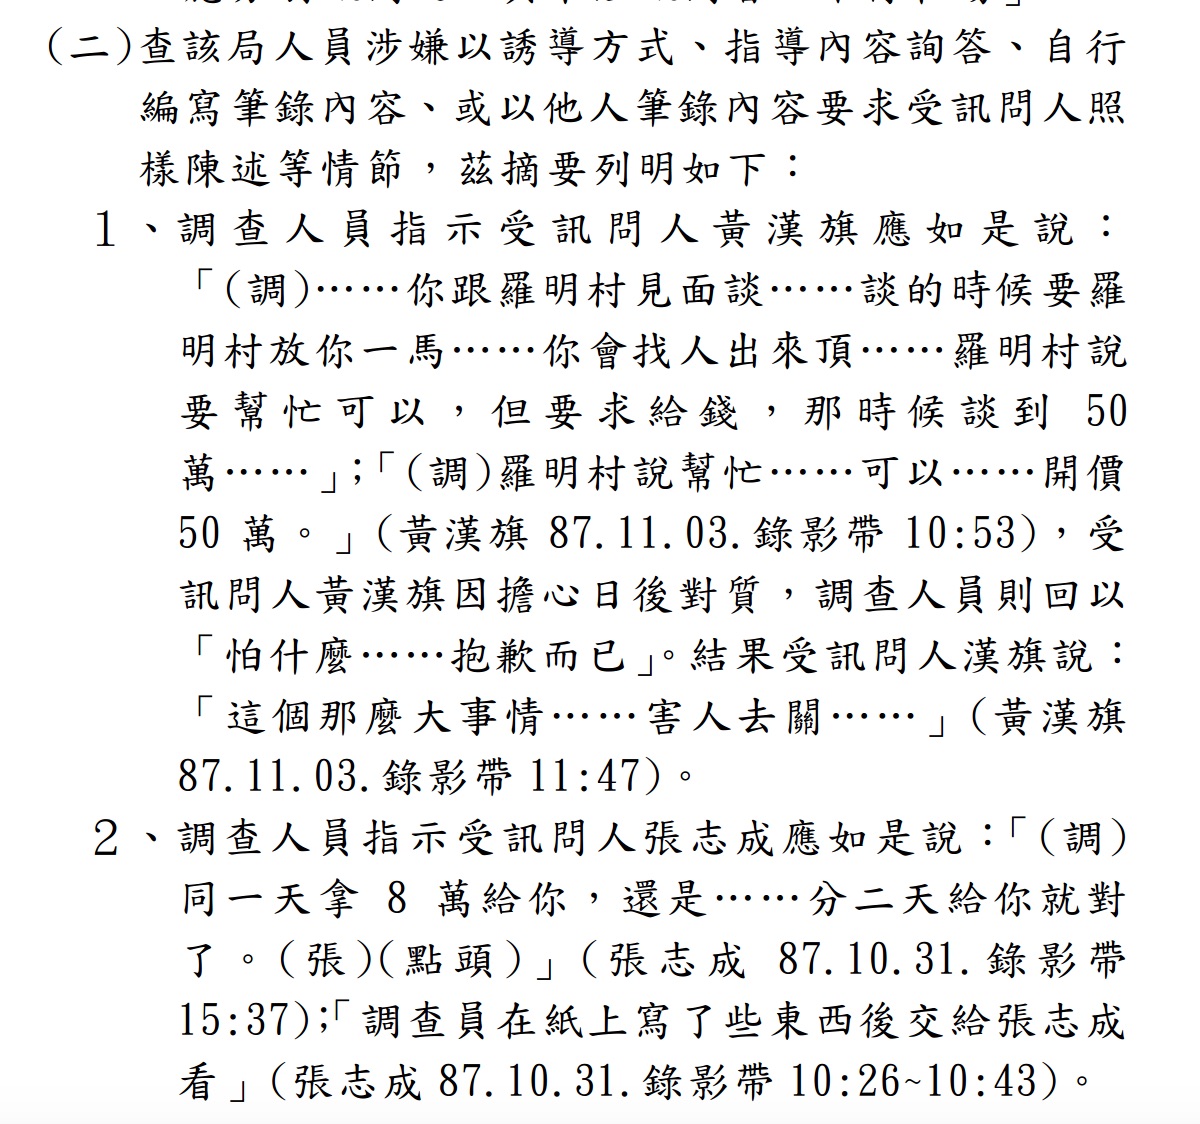 (二)查該局人員涉嫌以誘導方式、指導內容詢答、自行
編寫筆錄內容、或以他人筆錄內容要求受訊問人照
樣陳述等情節，茲摘要列明如下：
1、調查人員指示受訊問人黃漢旗應如是說：
「(調)……你跟羅明村見面談……談的時候要羅
明村放你一馬……你會找人出來頂……羅明村說
要幫忙可以，但要求給錢，那時候談到 50
萬……」；「(調)羅明村說幫忙……可以……開價
50 萬。」(黃漢旗 87.11.03.錄影帶 10:53)，受
訊問人黃漢旗因擔心日後對質，調查人員則回以
「怕什麼……抱歉而已」。結果受訊問人漢旗說：
「這個那麼大事情……害人去關……」(黃漢旗
87.11.03.錄影帶 11:47)。
2、調查人員指示受訊問人張志成應如是說：「(調)
同一天拿 8 萬給你，還是……分二天給你就對
了。(張)(點頭)」(張志成 87.10.31.錄影帶
15:37)；「調查員在紙上寫了些東西後交給張志成
看」(張志成 87.10.31.錄影帶 10:26~10:43)。